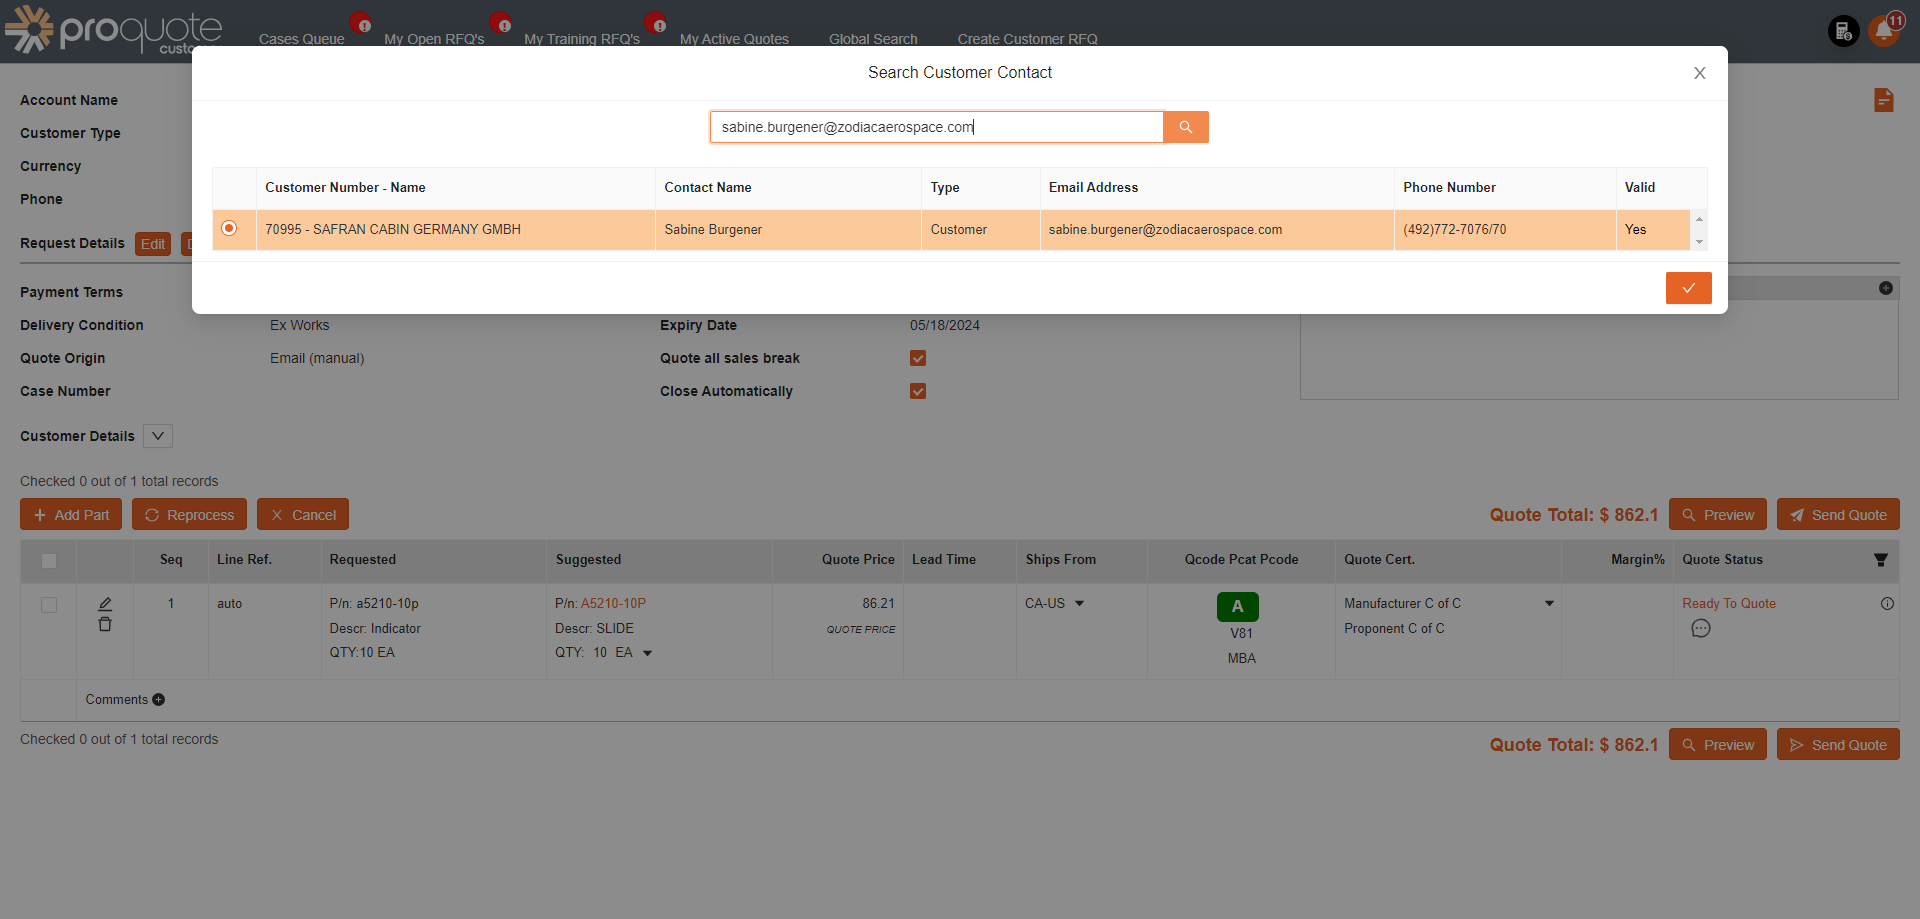 proquote
custom
Cases Queue
My Open RFQ's
My Training RFQ's
My Active Quotes
Global Search
Create Customer RFQ
11
Search Customer Contact
sabine.burgener@zodiacaerospace.com
Customer Number - Name Contact Name Type Email Address Phone Number Valid
70995 - SAFRAN CABIN GERMANY GMBH Sabine Burgener Customer sabine.burgener@zodiacaerospace.com (492)772-7076/70 Yes
Account Name
Customer Type
Currency
Phone
Request Details Edit
Payment Terms
Delivery Condition Ex Works Expiry Date 05/18/2024
Quote Origin Email (manual) Quote all sales break
Case Number Close Automatically
Customer Details
Checked 0 out of 1 total records
Add Part Reprocess Cancel Quote Total: $ 862.1 Preview Send Quote
Seq Line Ref. Requested Suggested Quote Price Lead Time Ships From Qcode Pcat Pcode Quote Cert. Margin% Quote Status
1 auto P/n: a5210-10p P/n: A5210-10P 86.21 CA-US A Manufacturer C of C Ready To Quote
Descr: Indicator Descr: SLIDE QUOTE PRICE V81 Proponent C of C
QTY:10 EA QTY: 10 EA MBA
Comments
Checked 0 out of 1 total records
Quote Total: $ 862.1 Preview Send Quote